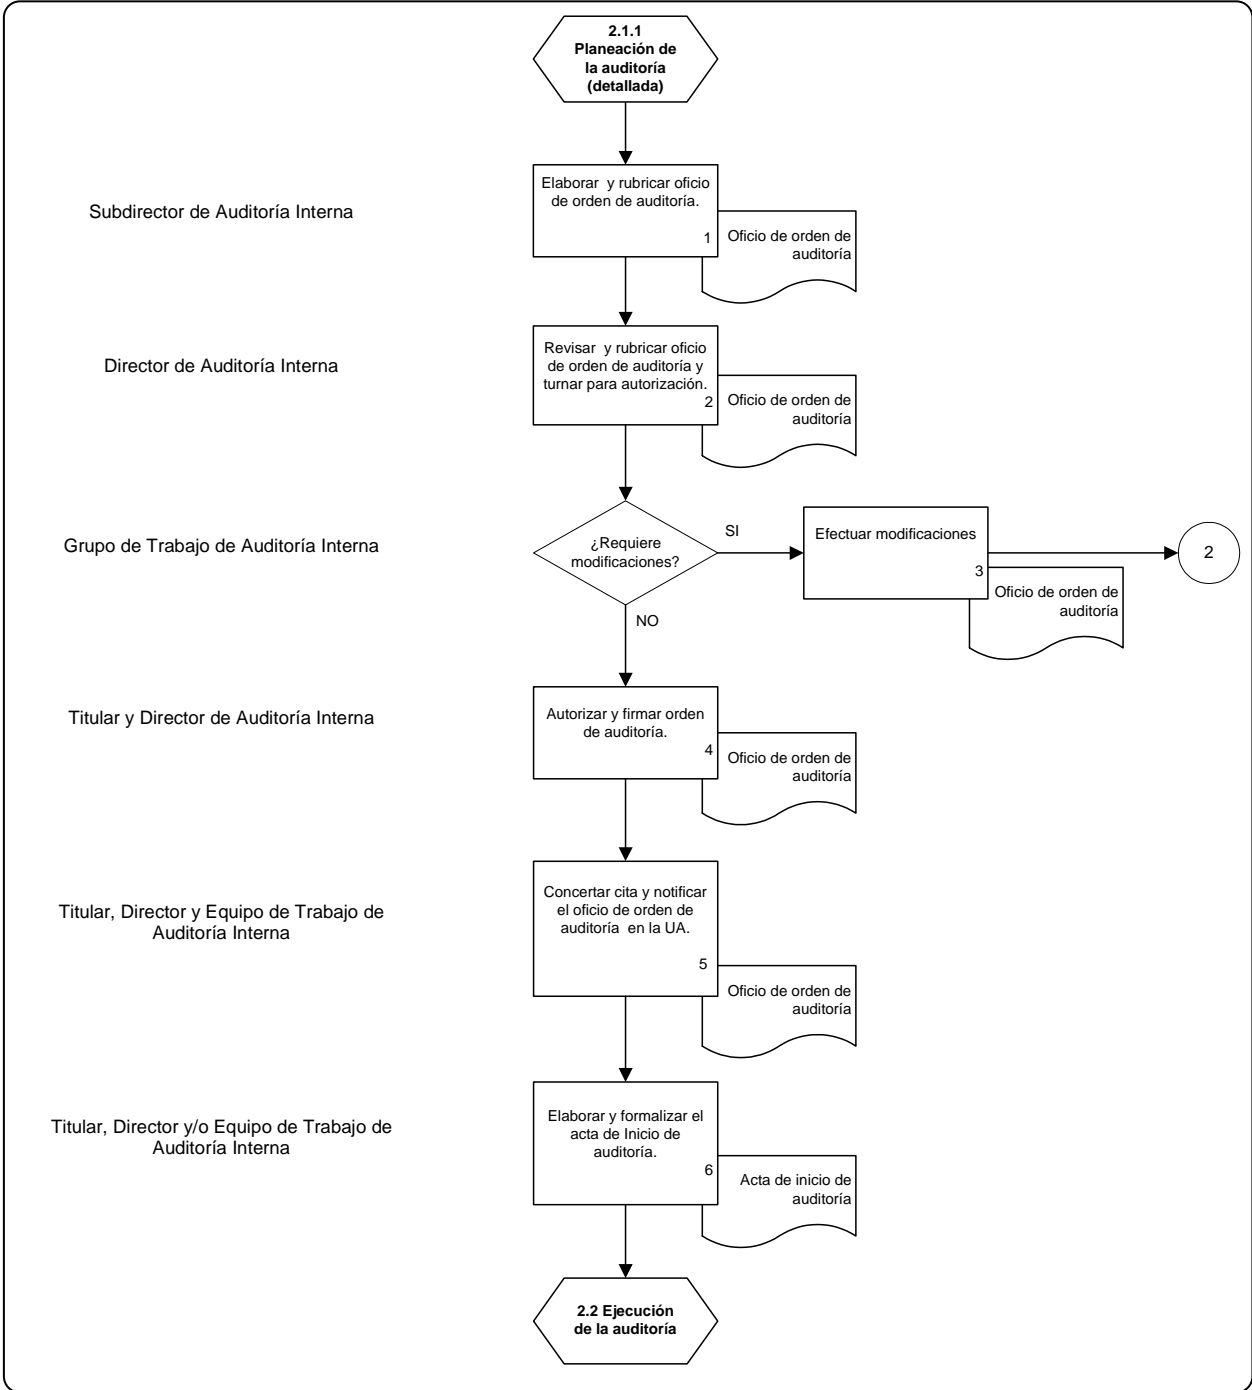 2.1.1
Planeación de
la auditoría
(detallada)
Subdirector de Auditoría Interna
Elaborar y rubricar oficio
de orden de auditoría.
1
Oficio de orden de
auditoría
Director de Auditoría Interna
Revisar y rubricar oficio
de orden de auditoría y
turnar para autorización.
2
Oficio de orden de
auditoría
Grupo de Trabajo de Auditoría Interna
¿Requiere
modificaciones?
SI
Efectuar modificaciones
3
Oficio de orden de
auditoría
2
NO
Titular y Director de Auditoría Interna
Autorizar y firmar orden
de auditoría.
4
Oficio de orden de
auditoría
Titular, Director y Equipo de Trabajo de
Auditoría Interna
Concertar cita y notificar
el oficio de orden de
auditoría en la UA.
5
Oficio de orden de
auditoría
Titular, Director y/o Equipo de Trabajo de
Auditoría Interna
Elaborar y formalizar el
acta de Inicio de
auditoría.
6
Acta de inicio de
auditoría
2.2 Ejecución
de la auditoría